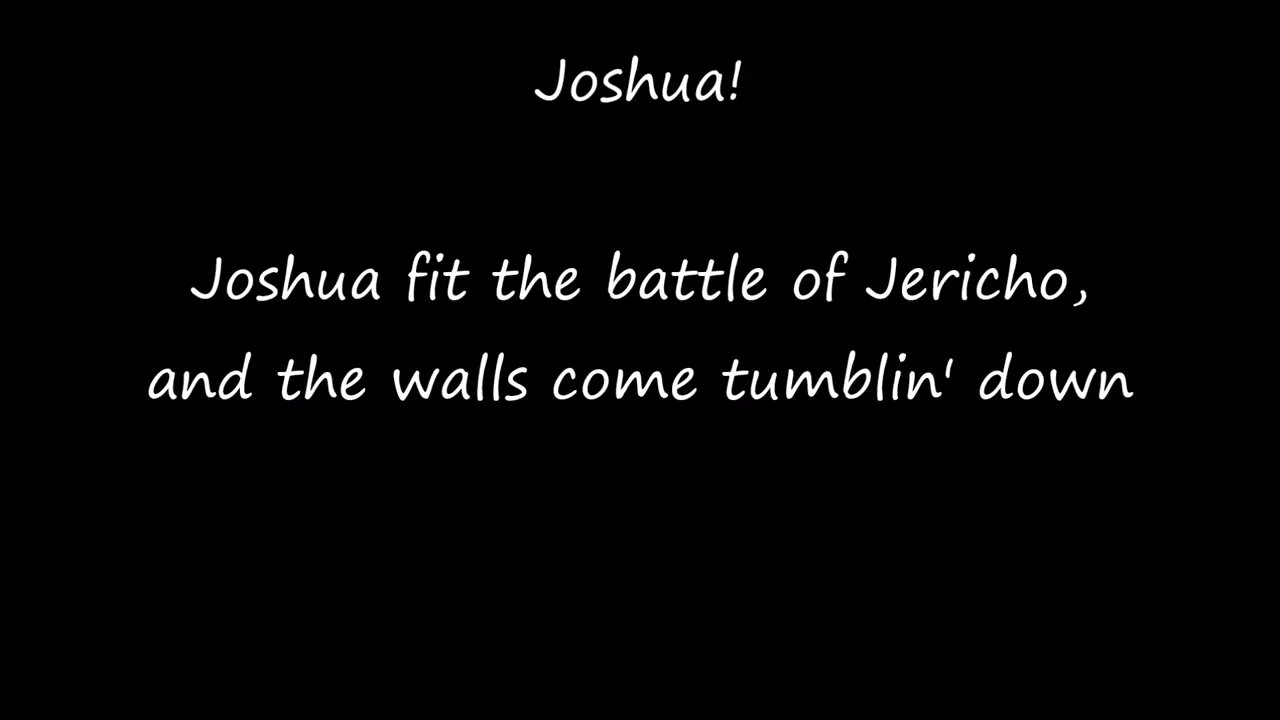 Joshua!
Joshua fit the battle of Jericho,
and the walls come tumblin' down